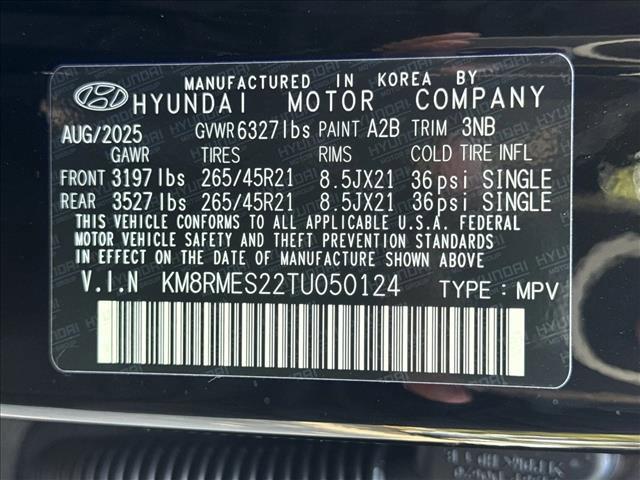 MANUFACTURED IN KOREA BY
HYUNDAI MOTOR COMPANY
AUG/2025 GVWR 6327lbs PAINT A2B TRIM 3NB
GAWR TIRES RIMS COLD TIRE INFL
FRONT 3197lbs 265/45R21 8.5JX21 36psi SINGLE
REAR 3527lbs 265/45R21 8.5JX21 36psi SINGLE
THIS VEHICLE CONFORMS TO ALL APPLICABLE U.S.A. FEDERAL
MOTOR VEHICLE SAFETY AND THEFT PREVENTION STANDARDS
IN EFFECT ON THE DATE OF MANUFACTURE SHOWN ABOVE
V.I.N KM8RMES22TU050124 TYPE : MPV